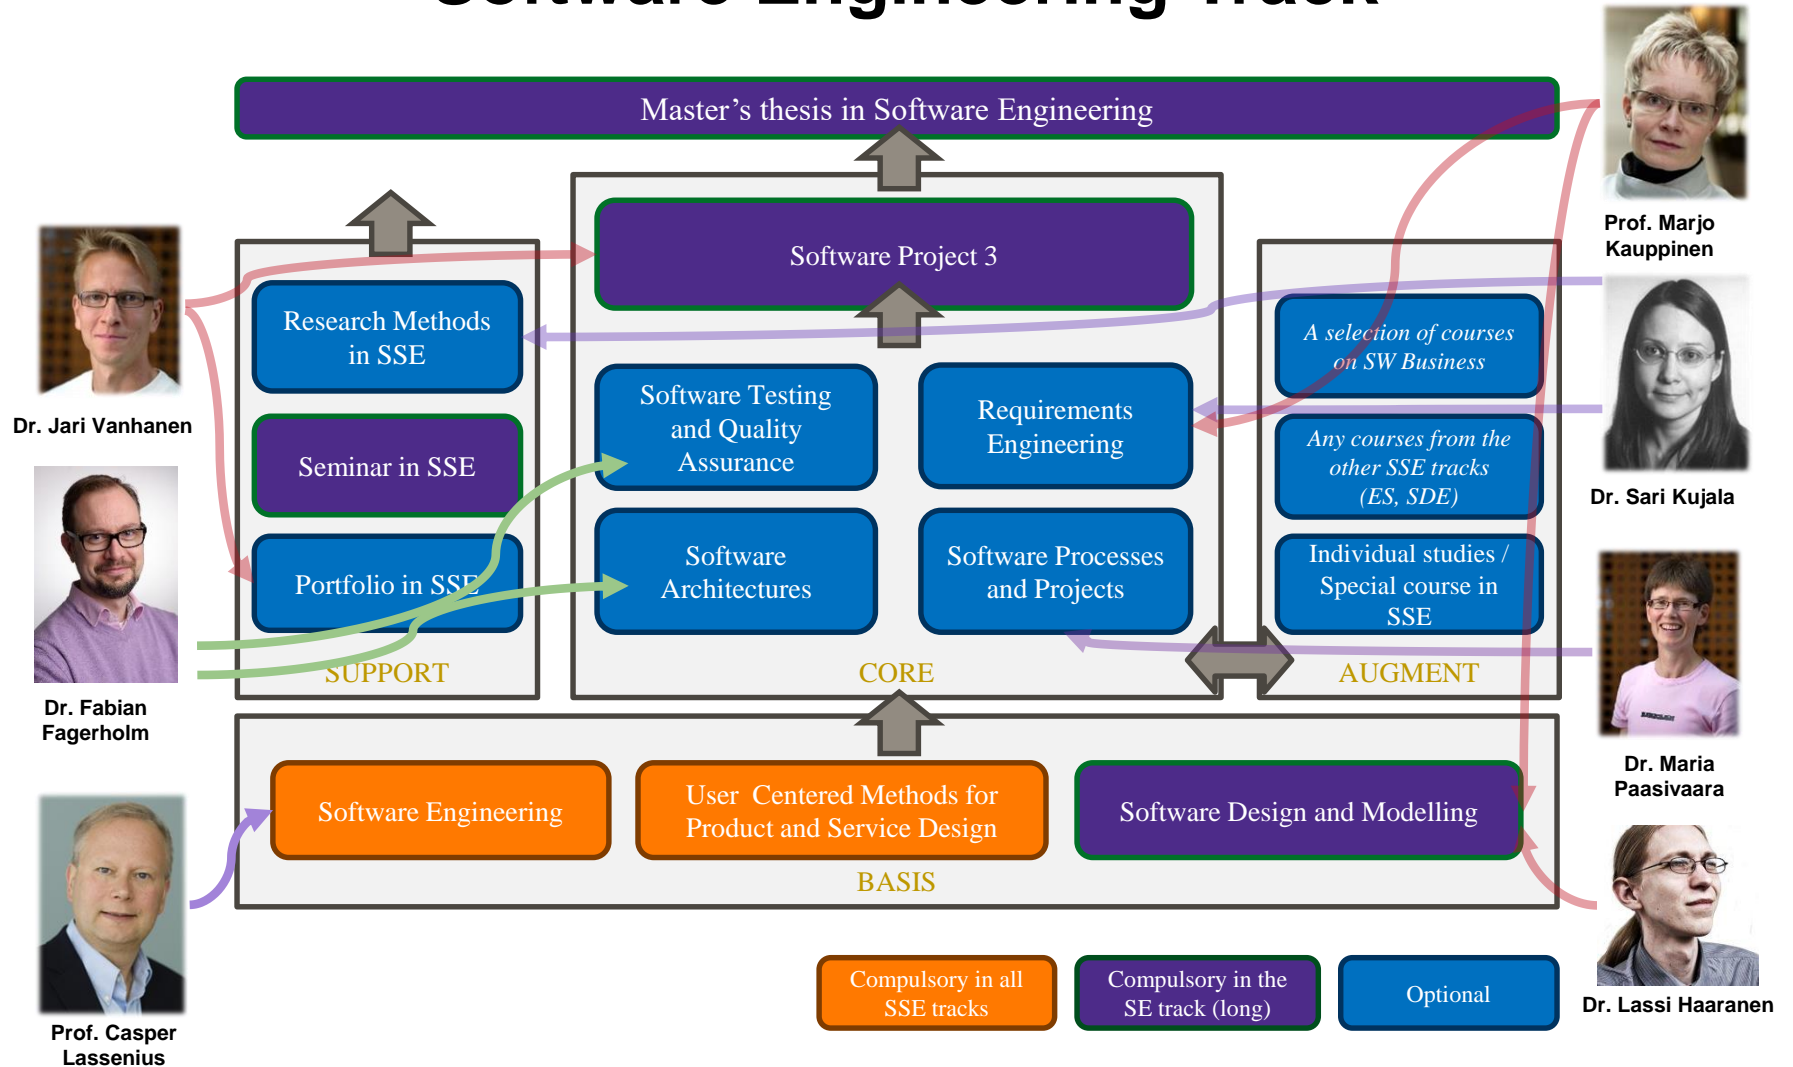 Software Engineering Track
Master's thesis in Software Engineering
Prof. Marjo
Kauppinen
Software Project 3
Research Methods
in SSE
A selection of courses
on SW Business
Software Testing
and Quality
Assurance
Requirements
Engineering
Dr. Jari Vanhanen
Seminar in SSE
Any courses from the
other SSE tracks
(ES, SDE)
Dr. Sari Kujala
Portfolio in SSE
Software
Architectures
Software Processes
and Projects
Individual studies /
Special course in
SSE
SUPPORT
CORE
AUGMENT
Dr. Fabian
Fagerholm
Dr. Maria
Paasivaara
Software Engineering
User  Centered Methods for
Product and Service Design
Software Design and Modelling
BASIS
Compulsory in all
SSE tracks
Compulsory in the
SE track (long)
Optional
Dr. Lassi Haaranen
Prof. Casper
Lassenius